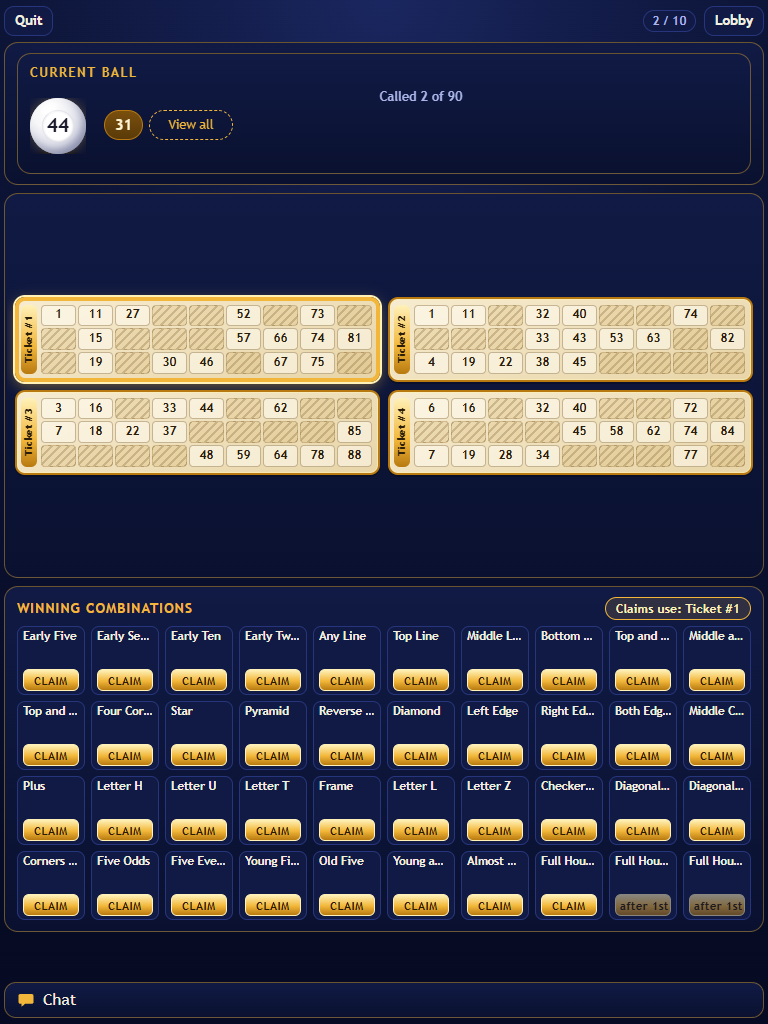 Quit
2 / 10
Lobby
CURRENT BALL
Called 2 of 90
44
31
View all
Ticket #1
1 11 27 52 73
15 57 66 74 81
19 30 46 67 75
Ticket #2
1 11 32 40 74
33 43 53 63 82
4 19 22 38 45
Ticket #3
3 16 33 44 62
7 18 22 37 85
48 59 64 78 88
Ticket #4
6 16 32 40 72
45 58 62 74 84
7 19 28 34 77
WINNING COMBINATIONS
Claims use: Ticket #1
Early Five Early Se... Early Ten Early Tw... Any Line Top Line Middle L... Bottom ... Top and ... Middle a...
CLAIM CLAIM CLAIM CLAIM CLAIM CLAIM CLAIM CLAIM CLAIM CLAIM
Top and ... Four Cor... Star Pyramid Reverse ... Diamond Left Edge Right Ed... Both Edg... Middle C...
CLAIM CLAIM CLAIM CLAIM CLAIM CLAIM CLAIM CLAIM CLAIM CLAIM
Plus Letter H Letter U Letter T Frame Letter L Letter Z Checker... Diagonal... Diagonal...
CLAIM CLAIM CLAIM CLAIM CLAIM CLAIM CLAIM CLAIM CLAIM CLAIM
Corners ... Five Odds Five Eve... Young Fi... Old Five Young a... Almost ... Full Hou... Full Hou... Full Hou...
CLAIM CLAIM CLAIM CLAIM CLAIM CLAIM CLAIM CLAIM after 1st after 1st
Chat